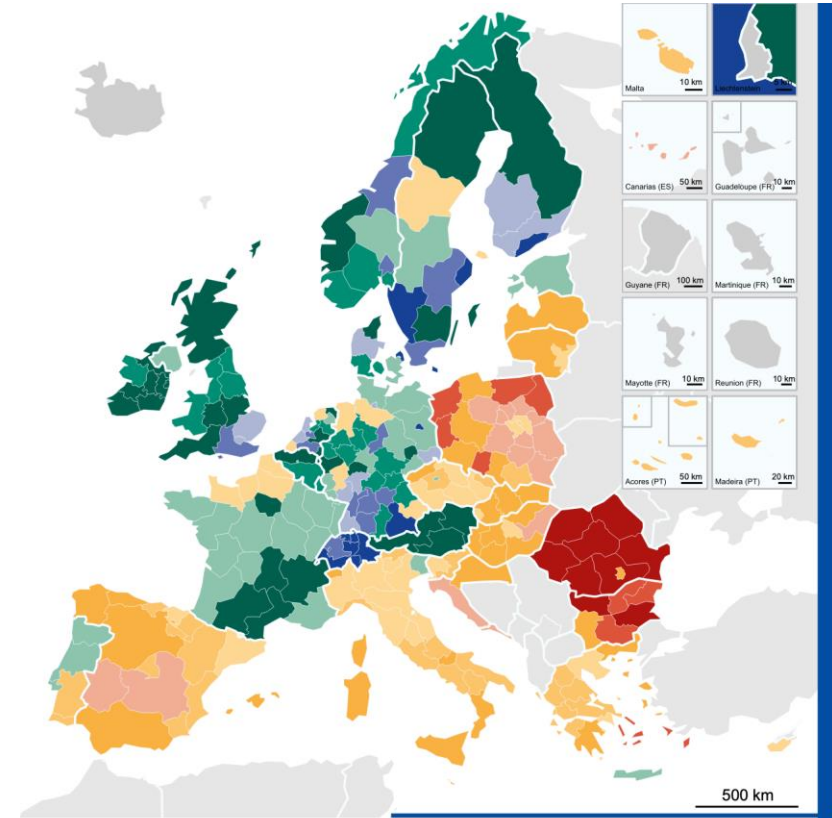 10 km
Malta
5 km
Liechtenstein
50 km
Canarias (ES)
10 km
Guadeloupe (FR)
100 km
Guyane (FR)
10 km
Martinique (FR)
10 km
Mayotte (FR)
10 km
Reunion (FR)
50 km
Acores (PT)
20 km
Madeira (PT)
500 km